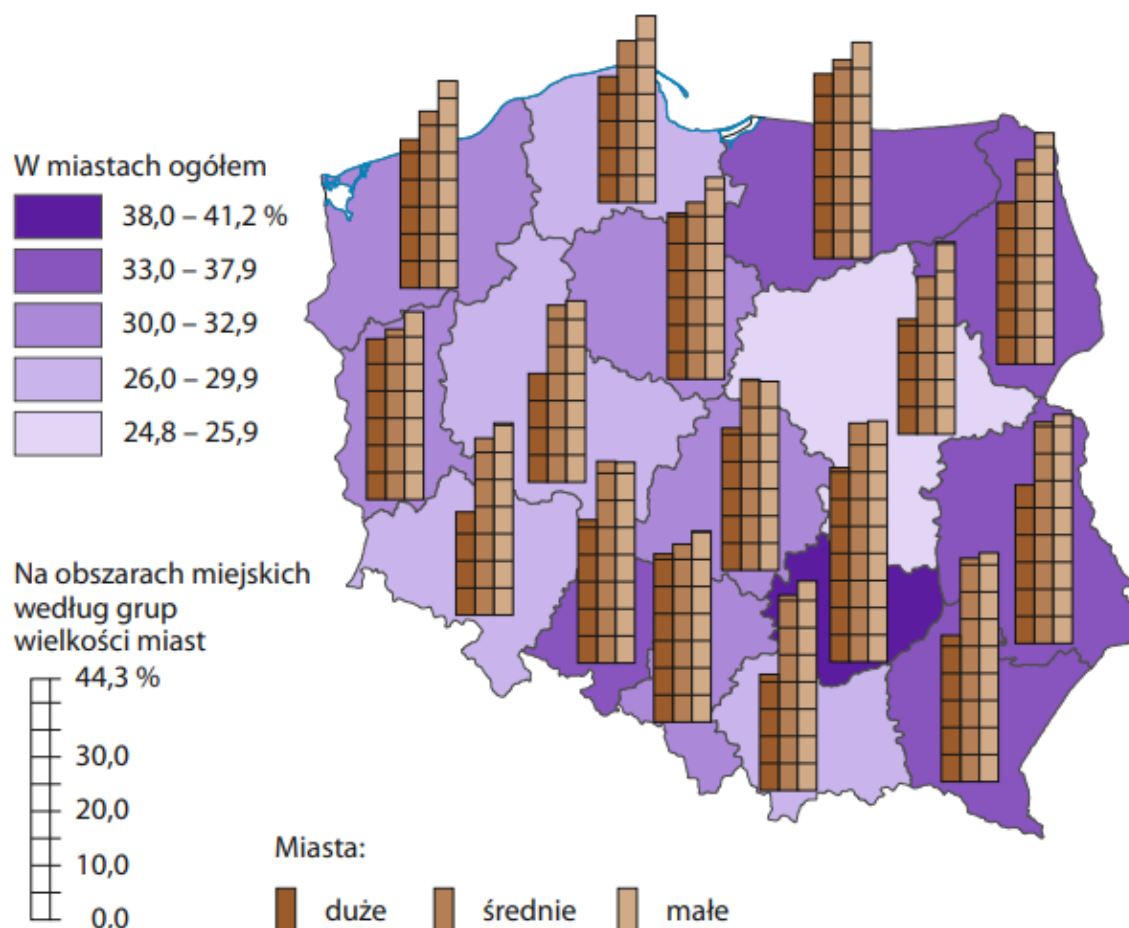 W miastach ogółem
38,0 – 41,2 %
33,0 – 37,9
30,0 – 32,9
26,0 – 29,9
24,8 – 25,9
Na obszarach miejskich
według grup
wielkości miast
44,3 %
30,0
20,0
10,0
0,0
Miasta:
duże
średnie
małe